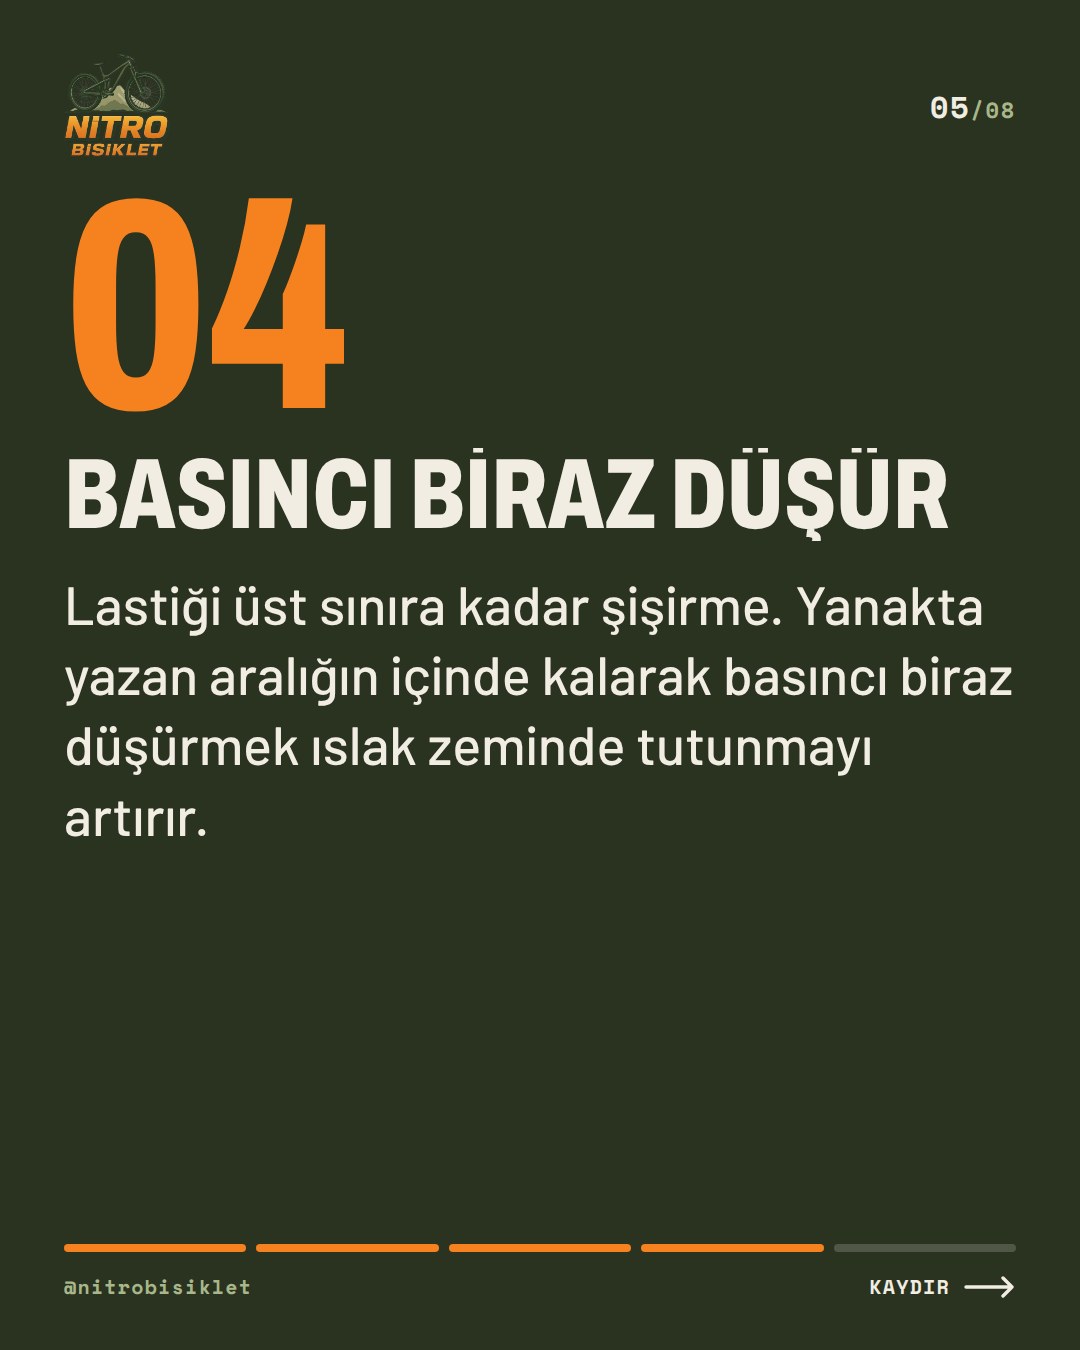 NiTRO
BISIKLET
05/08
04
BASINCI BİRAZ DÜŞÜR
Lastiği üst sınıra kadar şişirme. Yanakta
yazan aralığın içinde kalarak basıncı biraz
düşürmek ıslak zeminde tutunmayı
artırır.
@nitrobisiklet
KAYDIR